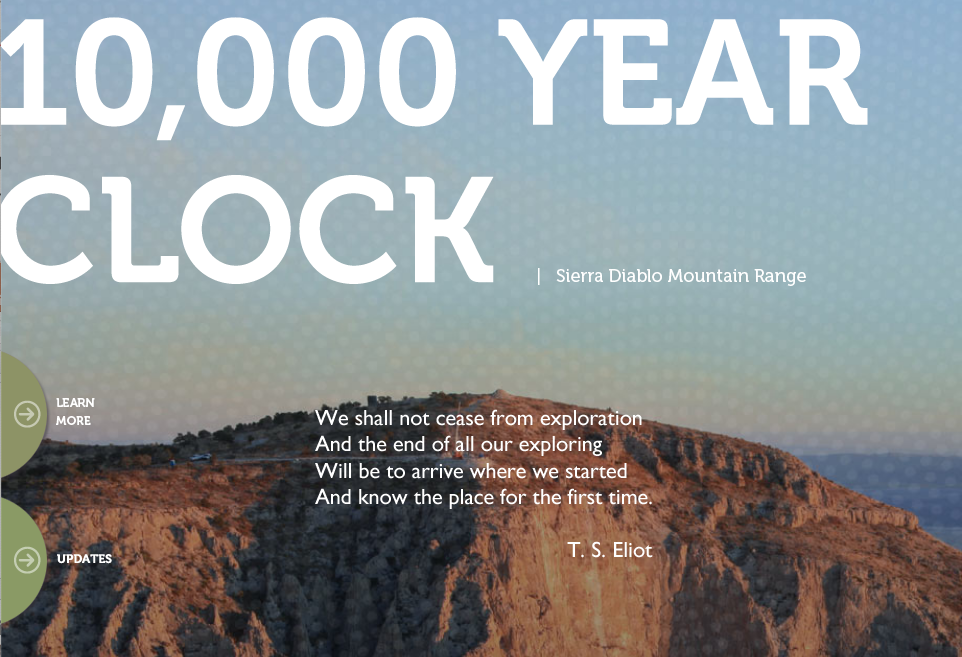 10,000 YEAR
CLOCK
| Sierra Diablo Mountain Range
LEARN
MORE
We shall not cease from exploration
And the end of all our exploring
Will be to arrive where we started
And know the place for the first time.
T. S. Eliot
UPDATES